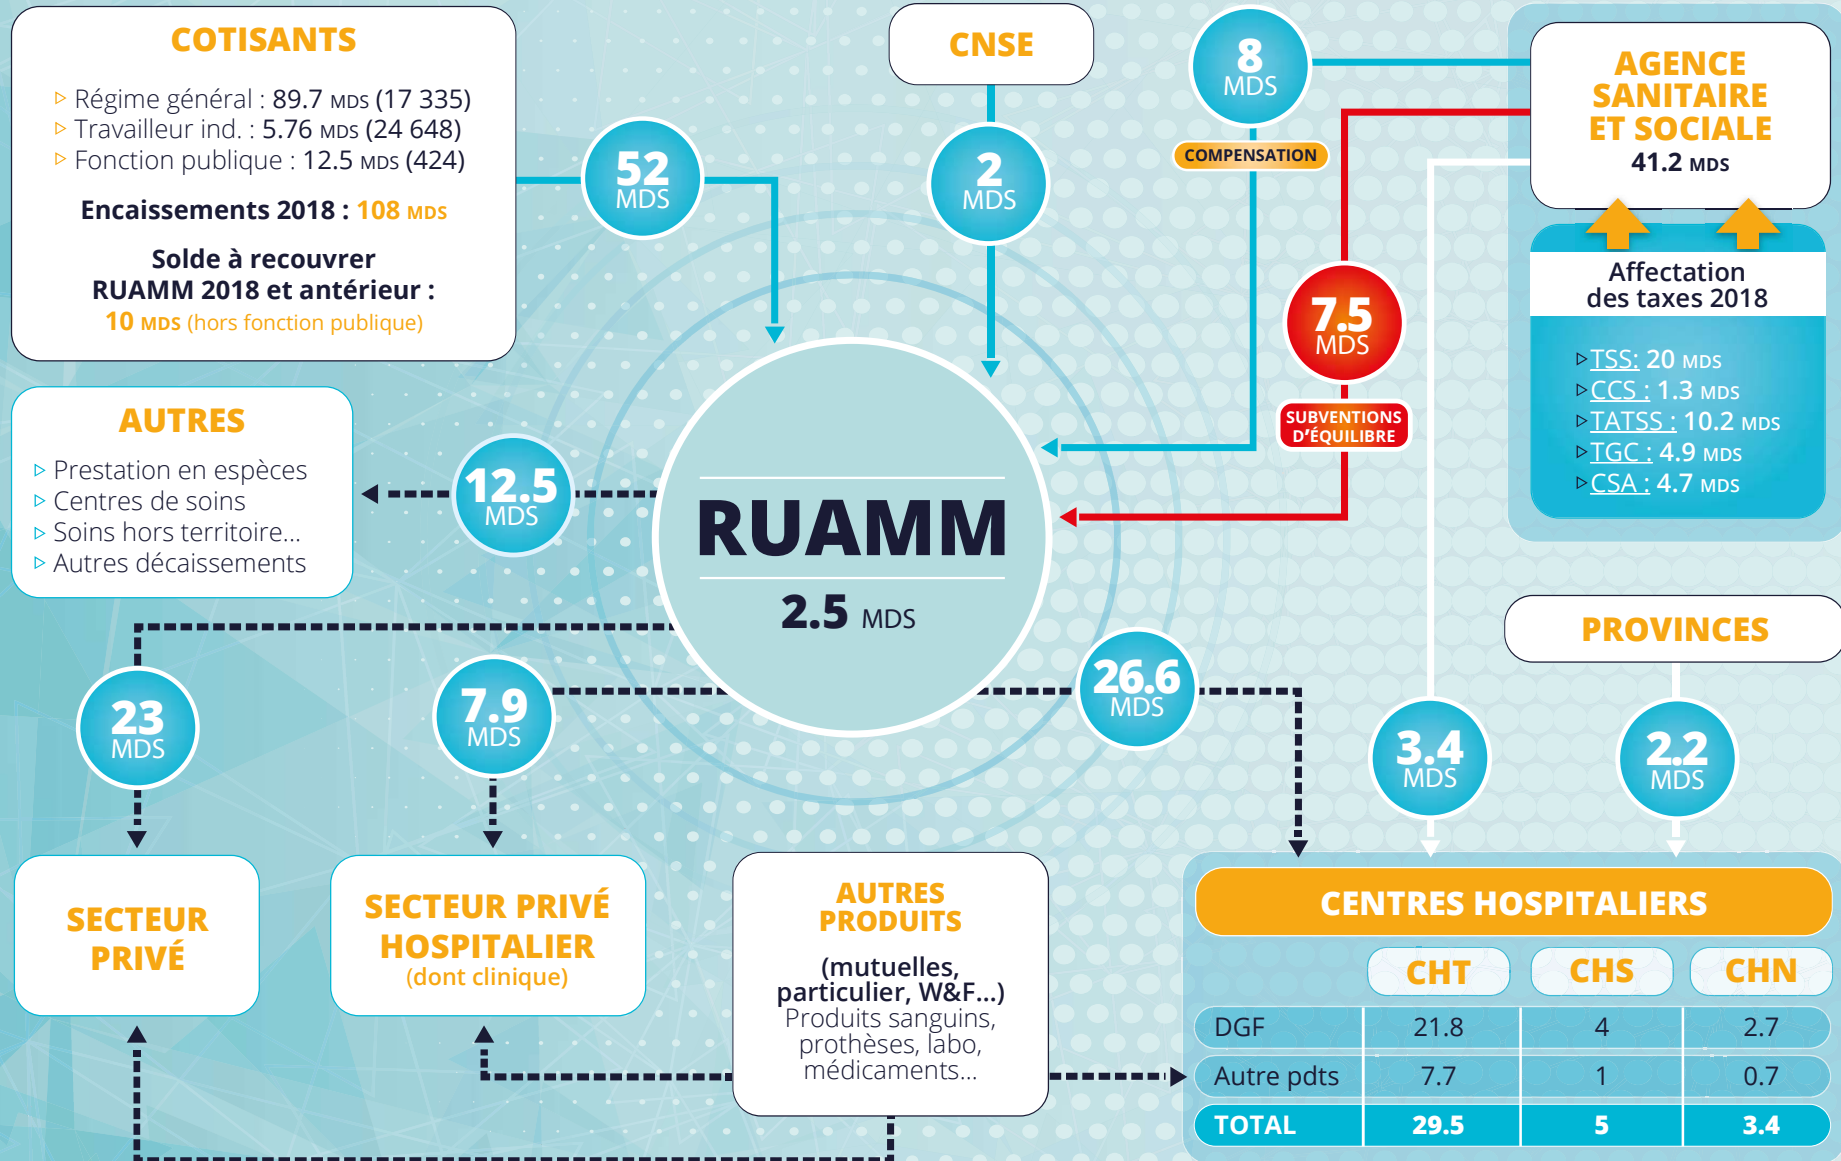 COTISANTS
▷ Régime général : 89.7 MDS (17 335)
▷ Travailleur ind. : 5.76 MDS (24 648)
▷ Fonction publique : 12.5 MDS (424)
Encaissements 2018 : 108 MDS
Solde à recouvrer
RUAMM 2018 et antérieur :
10 MDS (hors fonction publique)
52
MDS
CNSE
2
MDS
8
MDS
COMPENSATION
7.5
MDS
SUBVENTIONS
D'ÉQUILIBRE
AGENCE
SANITAIRE
ET SOCIALE
41.2 MDS
Affectation
des taxes 2018
▷ TSS: 20 MDS
▷ CCS : 1.3 MDS
▷ TATSS : 10.2 MDS
▷ TGC : 4.9 MDS
▷ CSA : 4.7 MDS
AUTRES
▷ Prestation en espèces
▷ Centres de soins
▷ Soins hors territoire...
▷ Autres décaissements
12.5
MDS
RUAMM
2.5 MDS
23
MDS
7.9
MDS
26.6
MDS
3.4
MDS
PROVINCES
2.2
MDS
SECTEUR
PRIVÉ
SECTEUR PRIVÉ
HOSPITALIER
(dont clinique)
AUTRES
PRODUITS
(mutuelles,
particulier, W&F...)
Produits sanguins,
prothèses, labo,
médicaments...
CENTRES HOSPITALIERS
CHT CHS CHN
DGF 21.8 4 2.7
Autre pdts 7.7 1 0.7
TOTAL 29.5 5 3.4